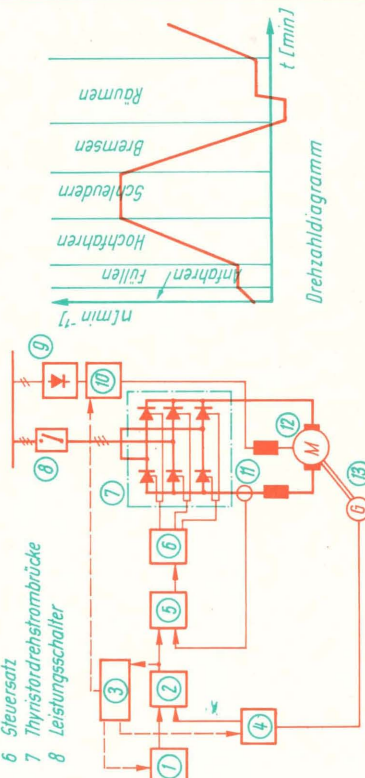 6 Steuersatz
7 Thyristordrehstrombrücke
8 Leistungsschalter
1
2
3
4
5
6
7
8
9
10
11
12
13
M
G
n[min⁻¹]
Anfahren
Füllen
Hochfahren
Schleudern
Bremsen
Räumen
t [min]
Drehzahldiagramm